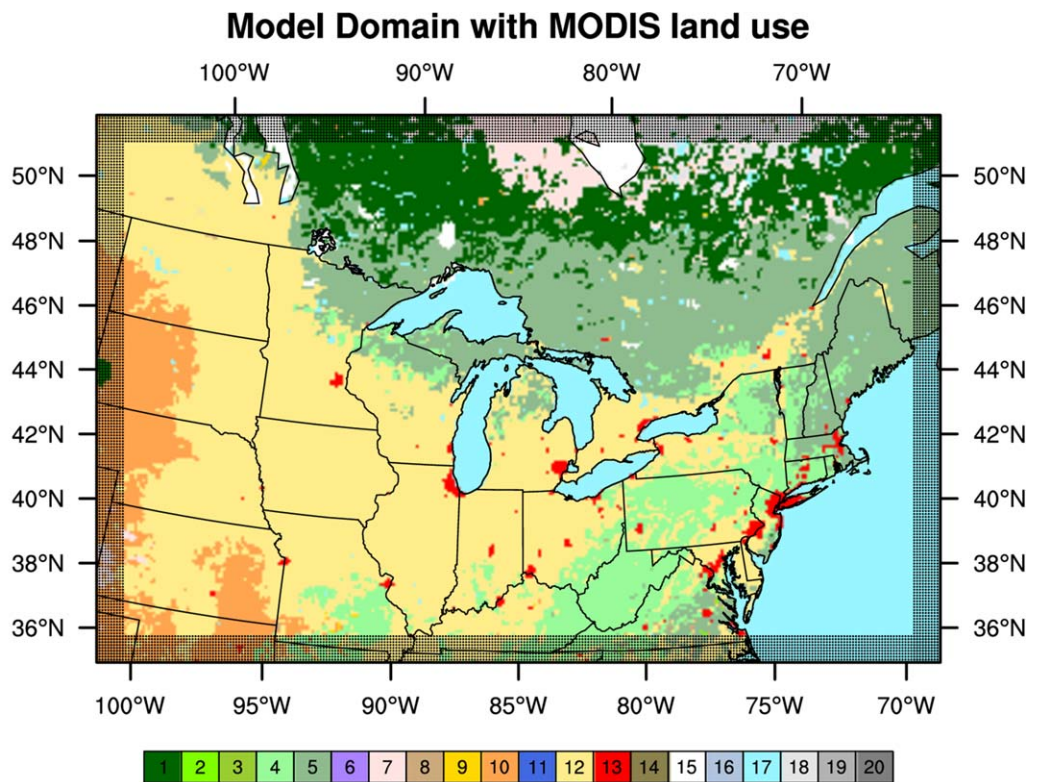 Model Domain with MODIS land use
100°W 90°W 80°W 70°W
50°N 50°N
48°N 48°N
46°N 46°N
44°N 44°N
42°N 42°N
40°N 40°N
38°N 38°N
36°N 36°N
100°W 95°W 90°W 85°W 80°W 75°W 70°W
1 2 3 4 5 6 7 8 9 10 11 12 13 14 15 16 17 18 19 20